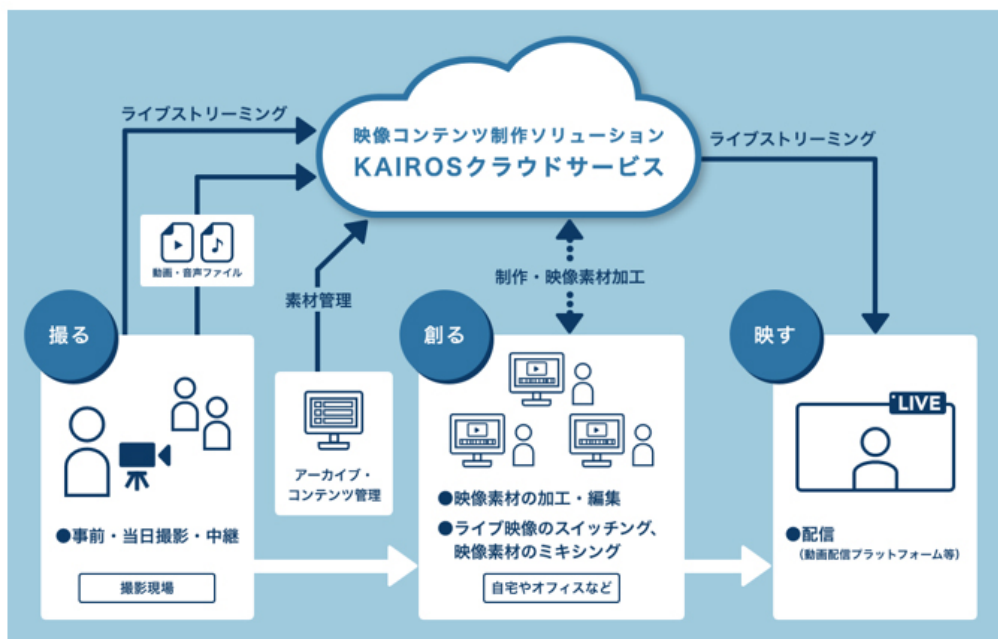 ライブストリーミング
映像コンテンツ制作ソリューション
KAIROSクラウドサービス
ライブストリーミング
動画・音声ファイル
素材管理
制作・映像素材加工
撮る
創る
映す
LIVE
アーカイブ・
コンテンツ管理
●事前・当日撮影・中継
撮影現場
●映像素材の加工・編集
●ライブ映像のスイッチング、
映像素材のミキシング
自宅やオフィスなど
●配信
（動画配信プラットフォーム等）